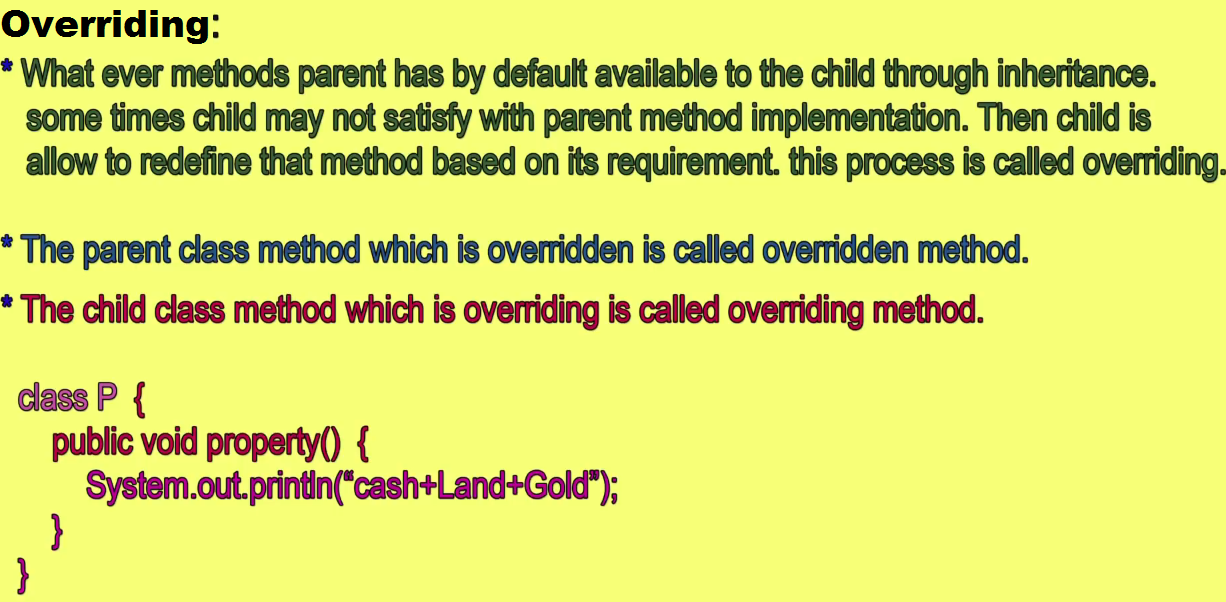 Overriding:
* What ever methods parent has by default available to the child through inheritance.
some times child may not satisfy with parent method implementation. Then child is
allow to redefine that method based on its requirement. this process is called overriding.
* The parent class method which is overridden is called overridden method.
* The child class method which is overriding is called overriding method.
class P {
public void property() {
System.out.println(“cash+Land+Gold”);
}
}